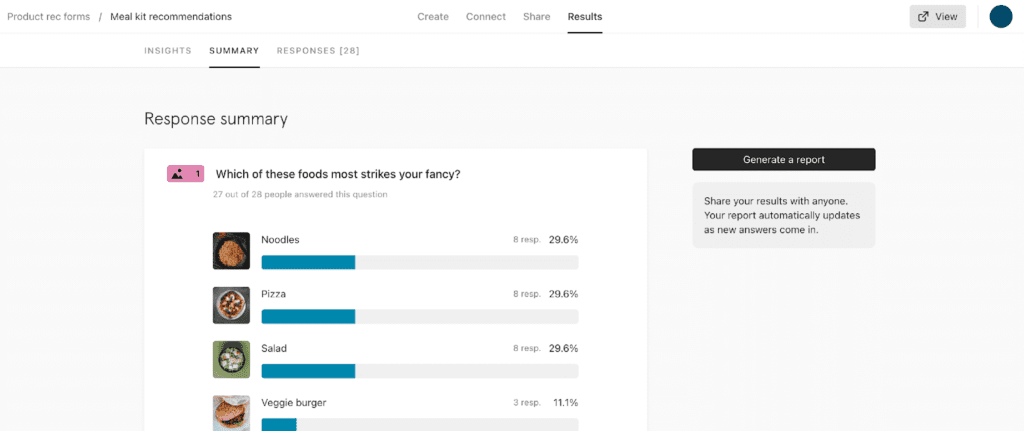 Product rec forms / Meal kit recommendations Create Connect Share Results View
INSIGHTS SUMMARY RESPONSES [28]
Response summary
1 Which of these foods most strikes your fancy?
27 out of 28 people answered this question
Noodles 8 resp. 29.6%
Pizza 8 resp. 29.6%
Salad 8 resp. 29.6%
Veggie burger 3 resp. 11.1%
Generate a report
Share your results with anyone.
Your report automatically updates
as new answers come in.